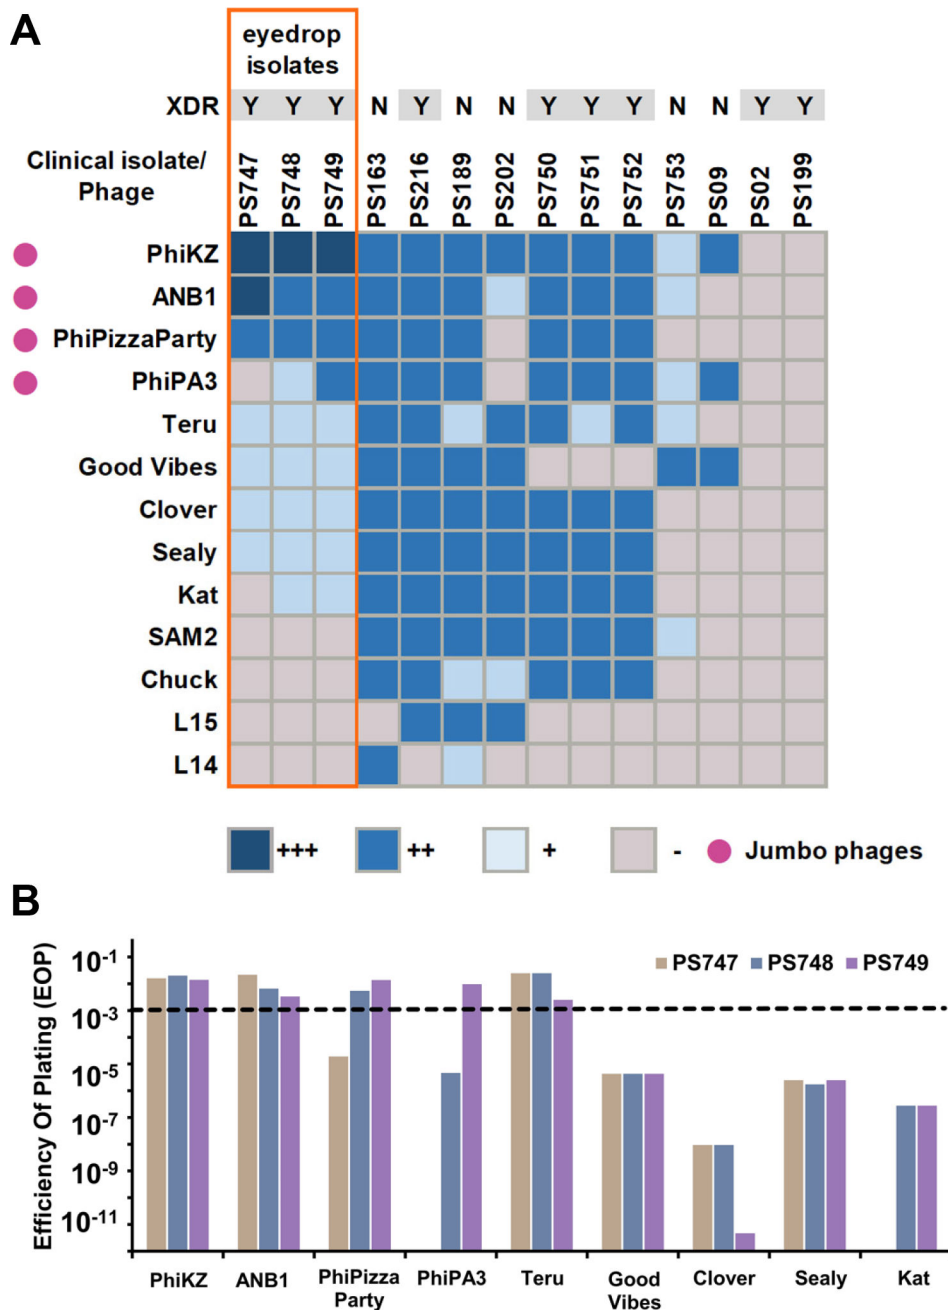 A
eyedrop
isolates
XDR Y Y Y N Y N N Y Y Y N N Y Y
Clinical isolate/
Phage
PS747 PS748 PS749 PS163 PS216 PS189 PS202 PS750 PS751 PS752 PS753 PS09 PS02 PS199
PhiKZ
ANB1
PhiPizzaParty
PhiPA3
Teru
Good Vibes
Clover
Sealy
Kat
SAM2
Chuck
L15
L14
+++ ++ + - Jumbo phages
B
Efficiency Of Plating (EOP)
PS747 PS748 PS749
10⁻¹
10⁻³
10⁻⁵
10⁻⁷
10⁻⁹
10⁻¹¹
PhiKZ ANB1 PhiPizza PhiPA3 Teru Good Clover Sealy Kat
Party Vibes